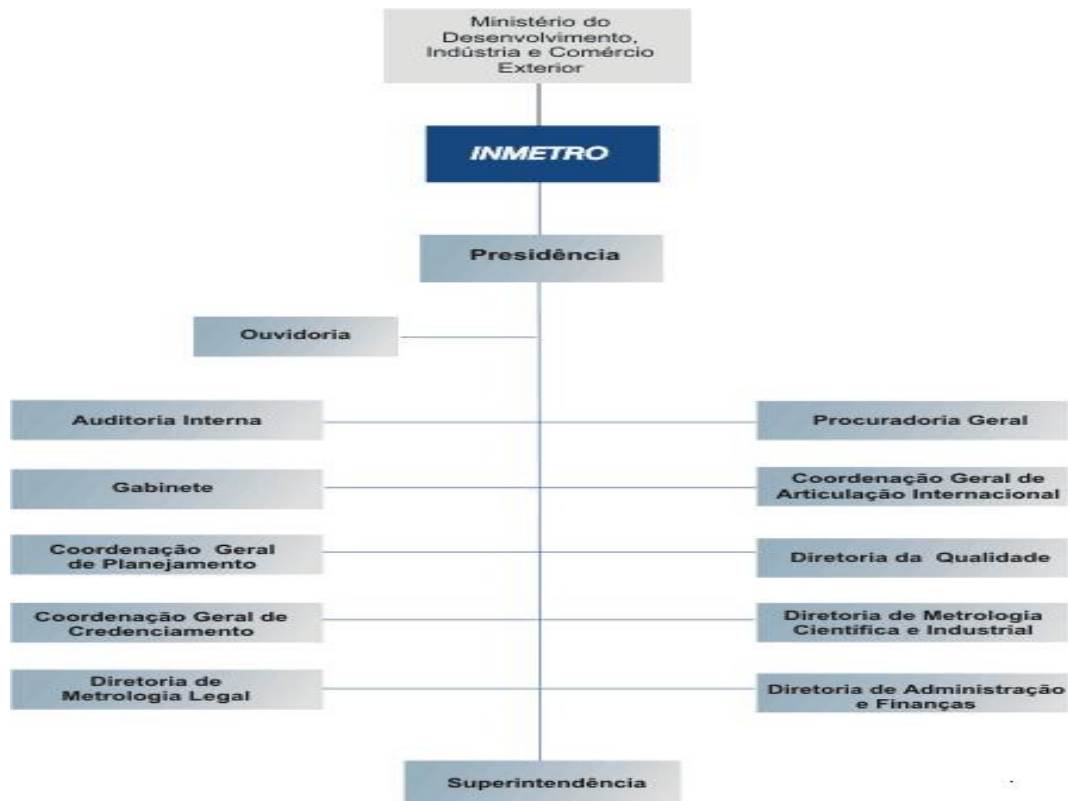 Ministério do
Desenvolvimento,
Indústria e Comércio
Exterior
INMETRO
Presidência
Ouvidoria
Auditoria Interna
Procuradoria Geral
Gabinete
Coordenação Geral de
Articulação Internacional
Coordenação Geral
de Planejamento
Diretoria da Qualidade
Coordenação Geral de
Credenciamento
Diretoria de Metrologia
Científica e Industrial
Diretoria de
Metrologia Legal
Diretoria de Administração
e Finanças
Superintendência